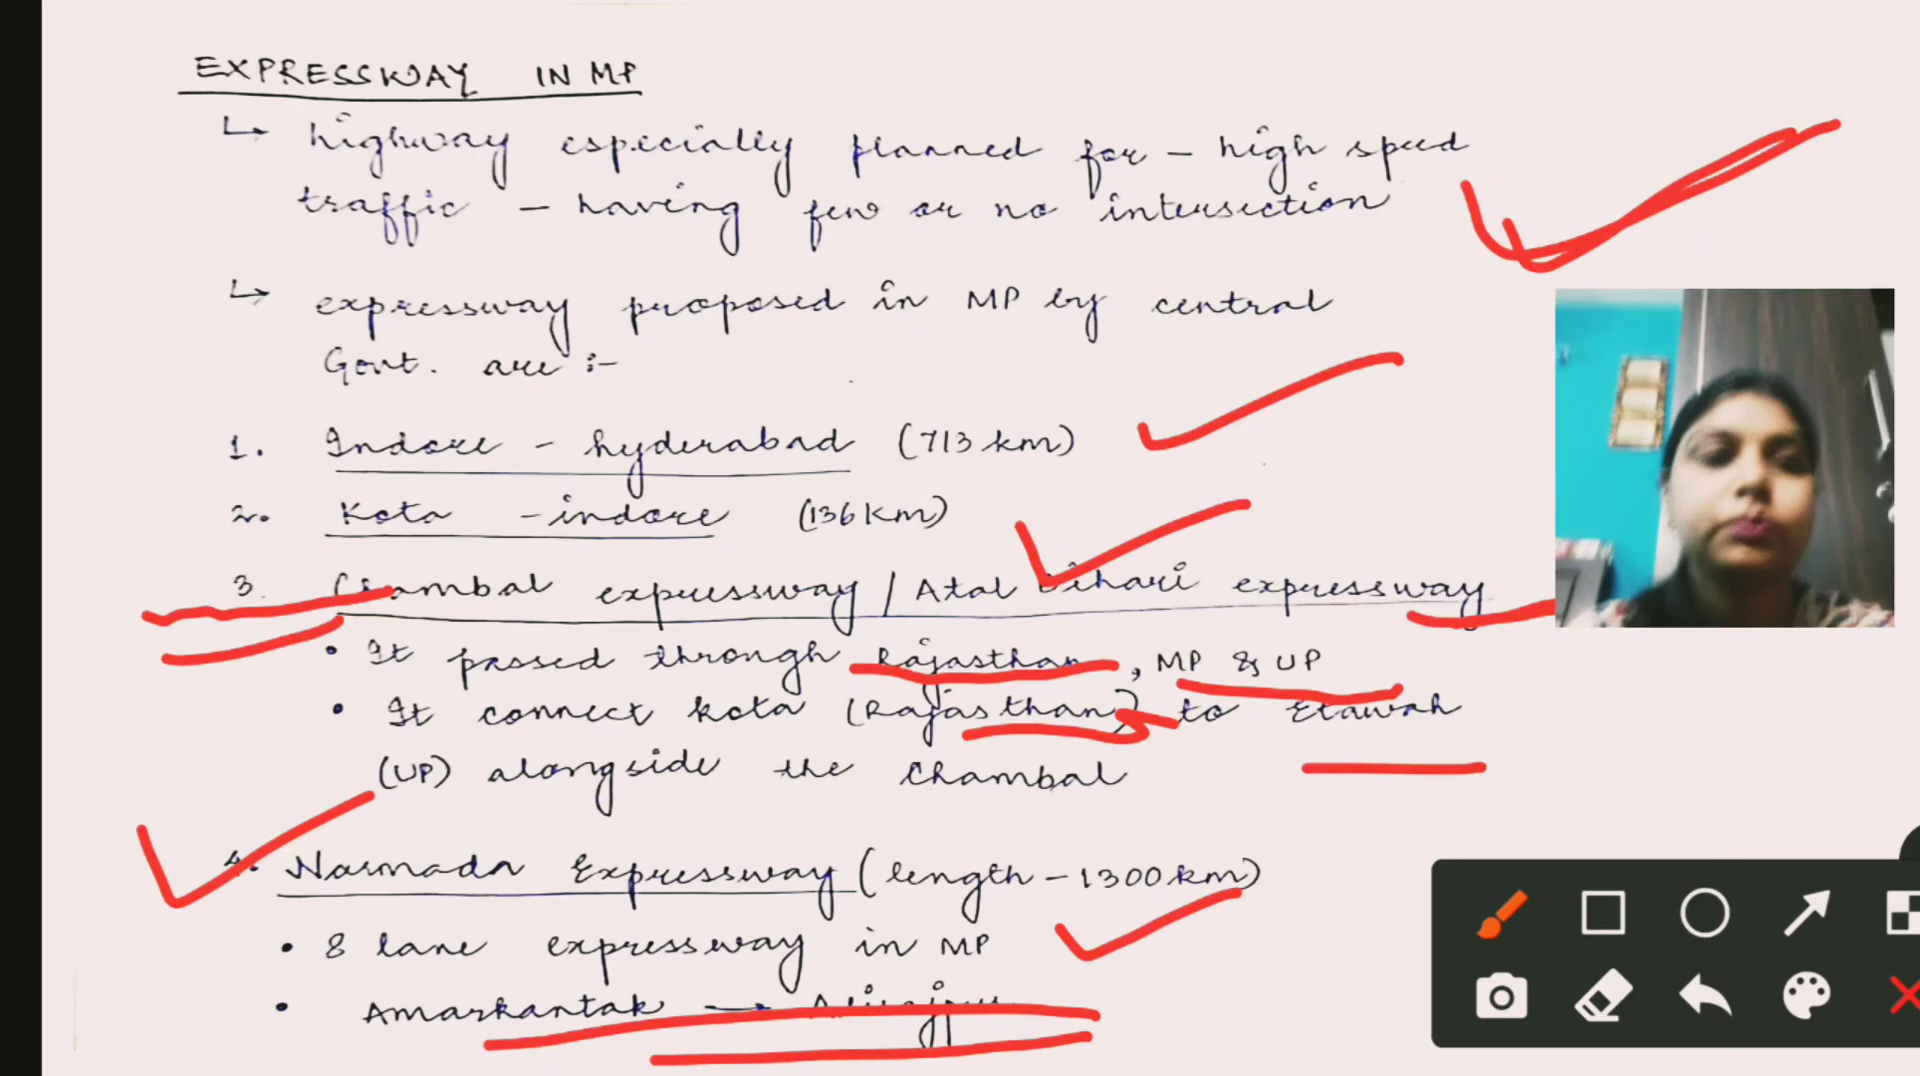 EXPRESSWAY IN MP
↳ highway especially planned for - high speed
traffic - having few or no intersection
↳ expressway proposed in MP by central
Govt. are :-
1. Indore - hyderabad (713 km)
2. Kota - indore (136 km)
3. Chambal expressway / Atal Bihari expressway
• It passed through Rajasthan, MP & UP
• It connect kota (Rajasthan) to Etawah
(UP) alongside the Chambal
4. Narmada Expressway (length - 1300 km)
• 8 lane expressway in MP
• Amarkantak → Alirajpur